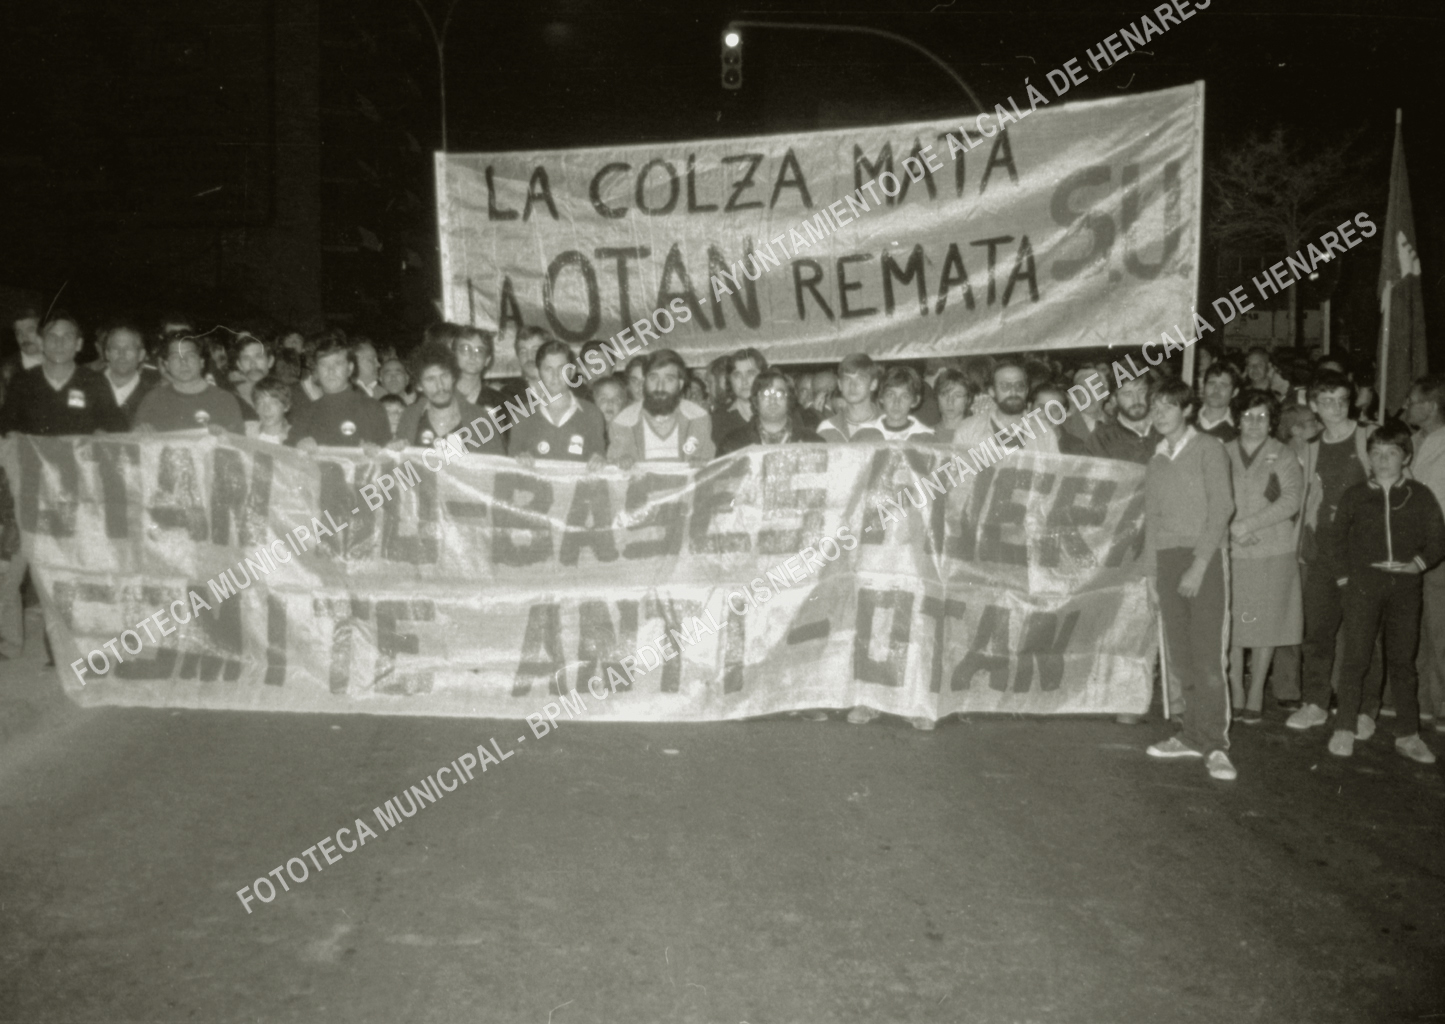 LA COLZA MATA
LA OTAN REMATA
S.U.
OTAN NO-BASES FUERA
COMITE ANTI-OTAN
FOTOTECA MUNICIPAL - BPM CARDENAL CISNEROS - AYUNTAMIENTO DE ALCALÁ DE HENARES
FOTOTECA MUNICIPAL - BPM CARDENAL CISNEROS - AYUNTAMIENTO DE ALCALÁ DE HENARES